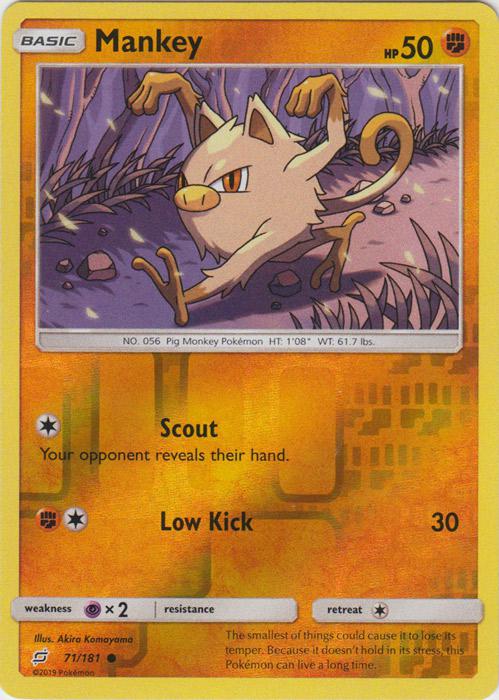 BASIC Mankey HP 50
NO. 056 Pig Monkey Pokémon HT: 1'08" WT: 61.7 lbs.
Scout
Your opponent reveals their hand.
Low Kick 30
weakness ×2 resistance retreat
Illus. Akira Komayama
71/181
©2019 Pokémon
The smallest of things could cause it to lose its
temper. Because it doesn't hold in its stress, this
Pokémon can live a long time.